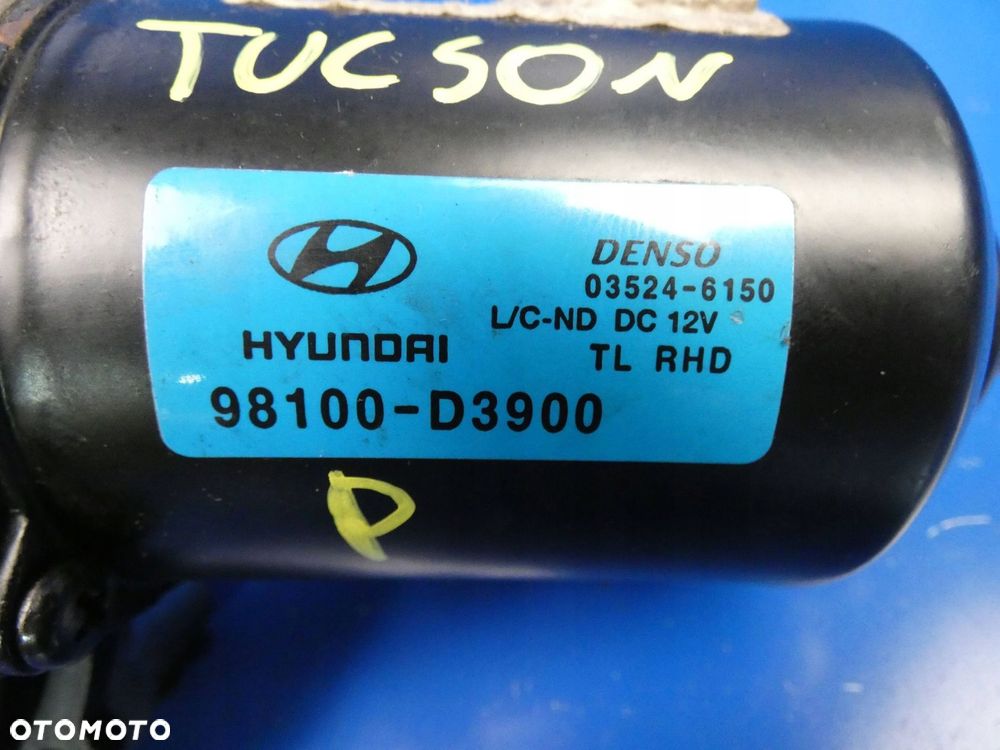 TUCSON
DENSO
03524-6150
L/C-ND DC 12V
HYUNDAI
TL RHD
98100-D3900
P
OTOMOTO